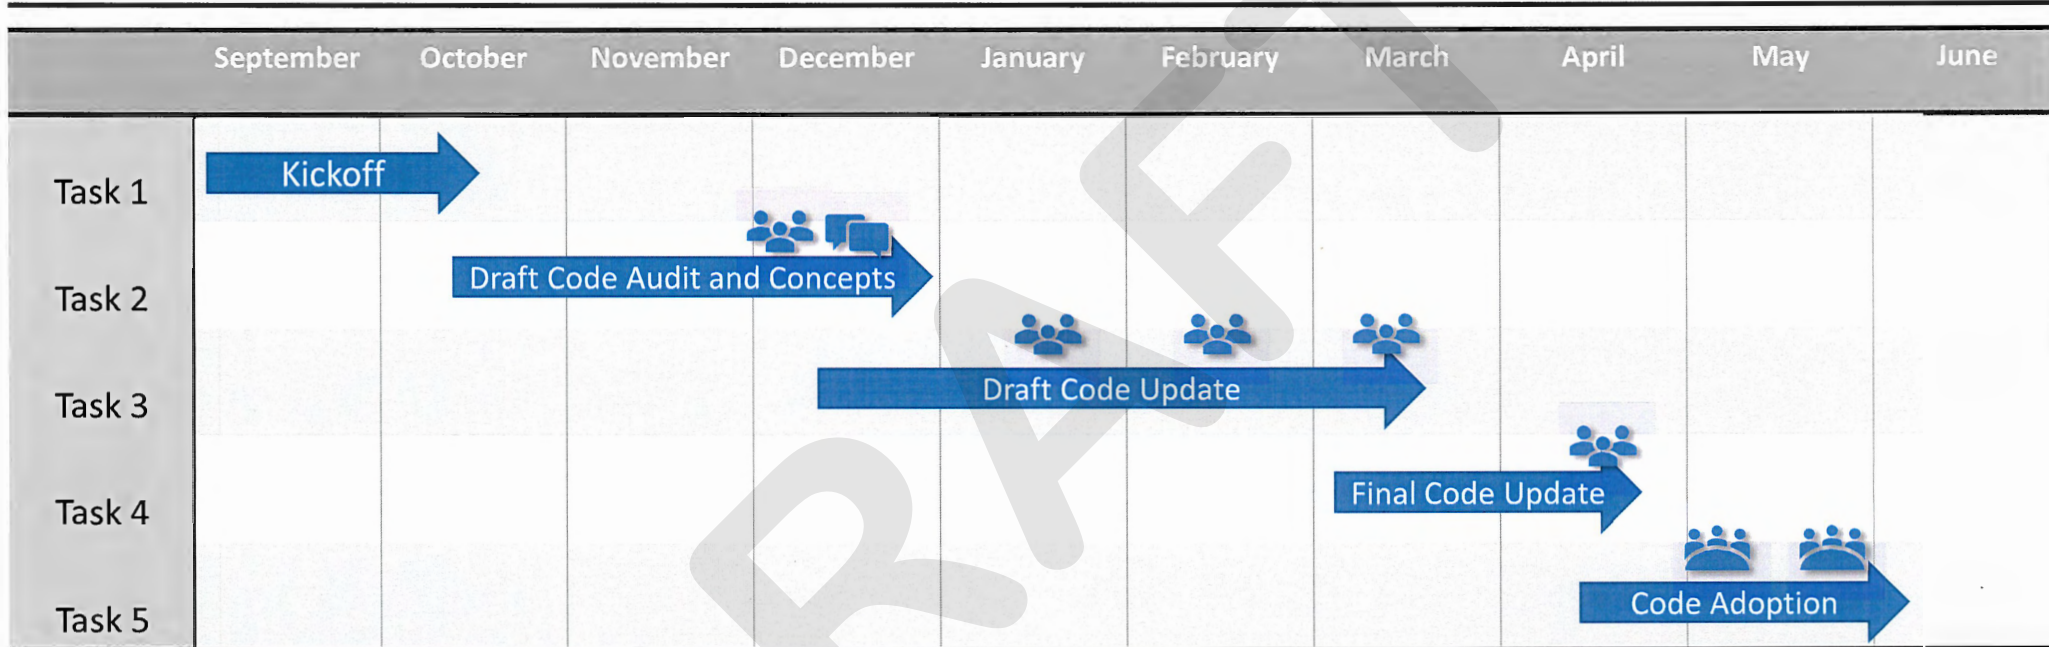 September October November December January February March April May June
Task 1 Kickoff
Task 2 Draft Code Audit and Concepts
Task 3 Draft Code Update
Task 4 Final Code Update
Task 5 Code Adoption
RAFT